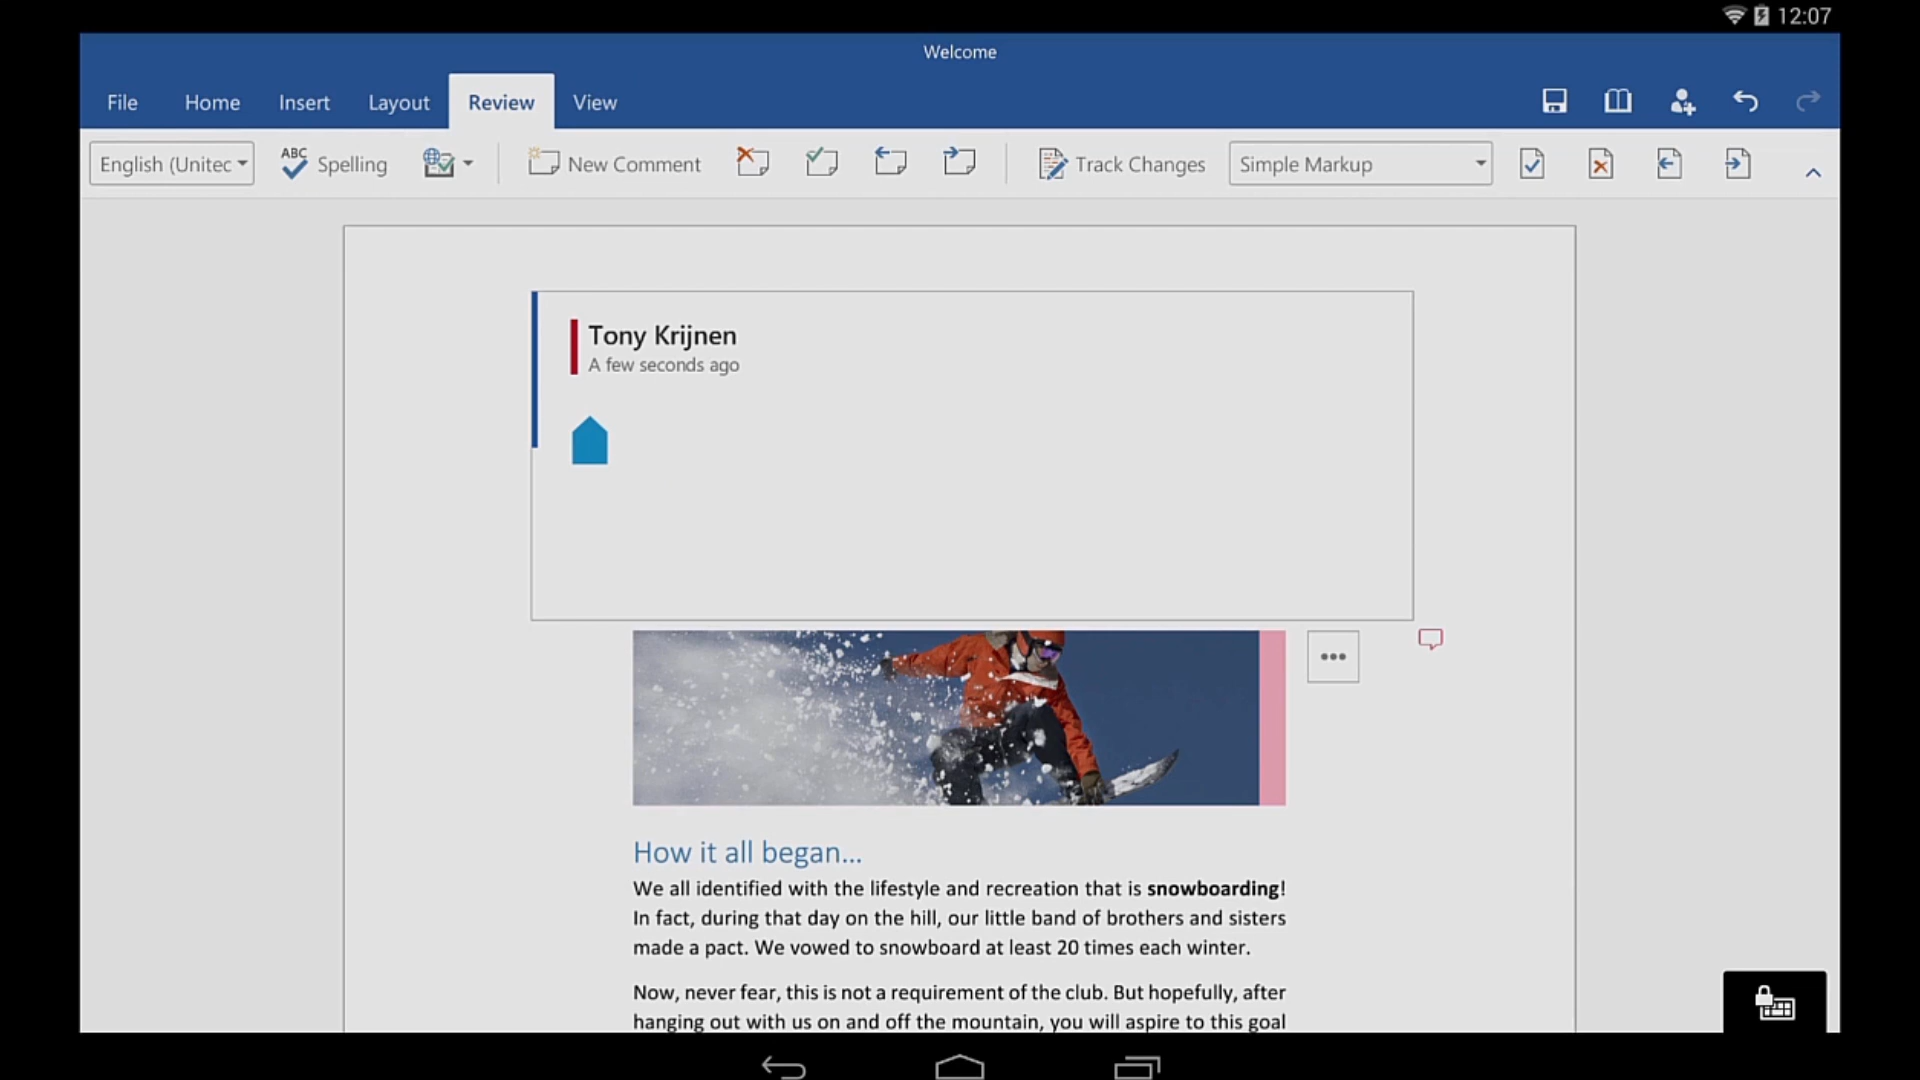 12:07
Welcome
File Home Insert Layout Review View
English (Unitec ABC Spelling New Comment Track Changes Simple Markup
Tony Krijnen
A few seconds ago
How it all began...
We all identified with the lifestyle and recreation that is snowboarding!
In fact, during that day on the hill, our little band of brothers and sisters
made a pact. We vowed to snowboard at least 20 times each winter.
Now, never fear, this is not a requirement of the club. But hopefully, after
hanging out with us on and off the mountain, you will aspire to this goal